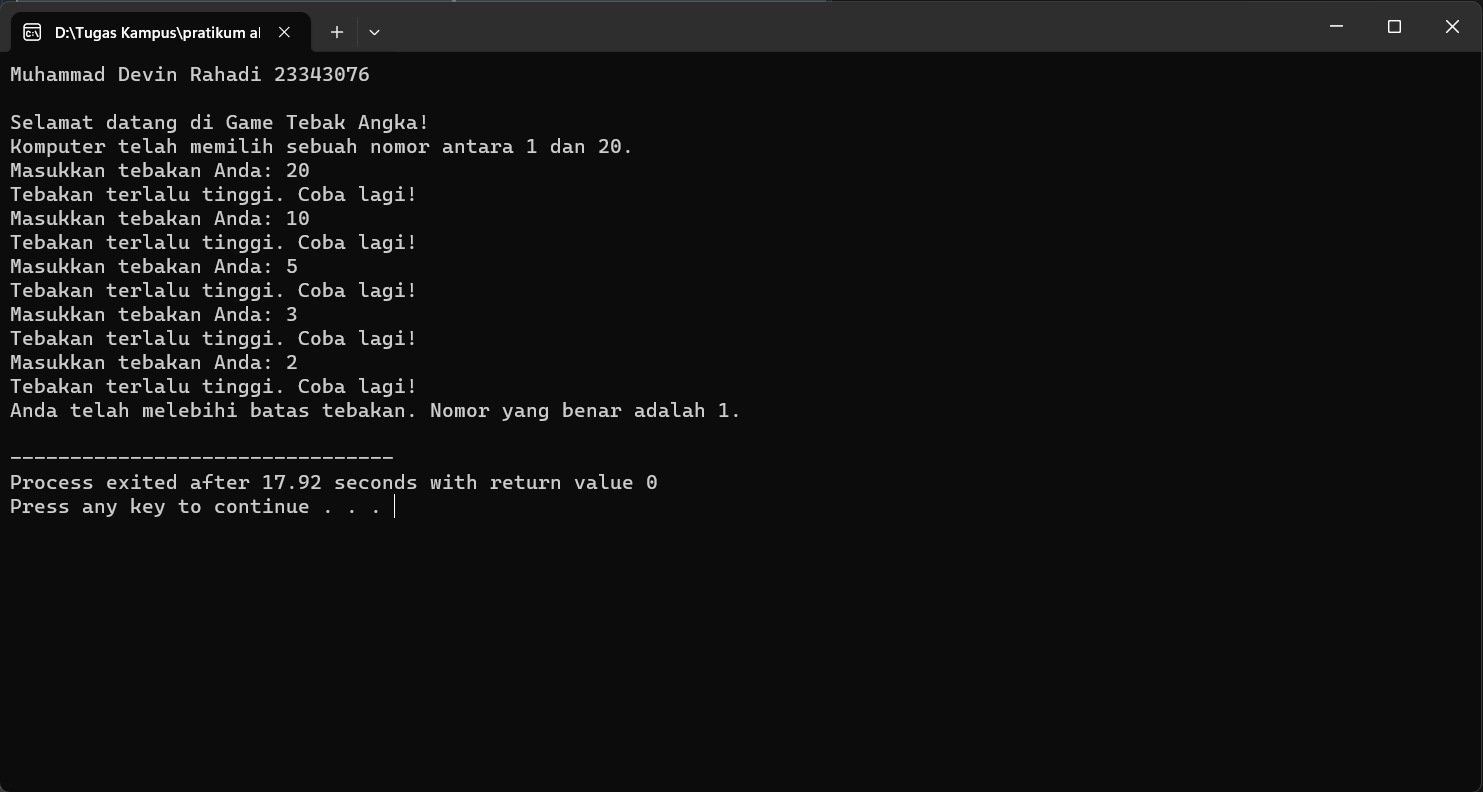 D:\Tugas Kampus\pratikum al
Muhammad Devin Rahadi 23343076
Selamat datang di Game Tebak Angka!
Komputer telah memilih sebuah nomor antara 1 dan 20.
Masukkan tebakan Anda: 20
Tebakan terlalu tinggi. Coba lagi!
Masukkan tebakan Anda: 10
Tebakan terlalu tinggi. Coba lagi!
Masukkan tebakan Anda: 5
Tebakan terlalu tinggi. Coba lagi!
Masukkan tebakan Anda: 3
Tebakan terlalu tinggi. Coba lagi!
Masukkan tebakan Anda: 2
Tebakan terlalu tinggi. Coba lagi!
Anda telah melebihi batas tebakan. Nomor yang benar adalah 1.
--------------------------------
Process exited after 17.92 seconds with return value 0
Press any key to continue . . .